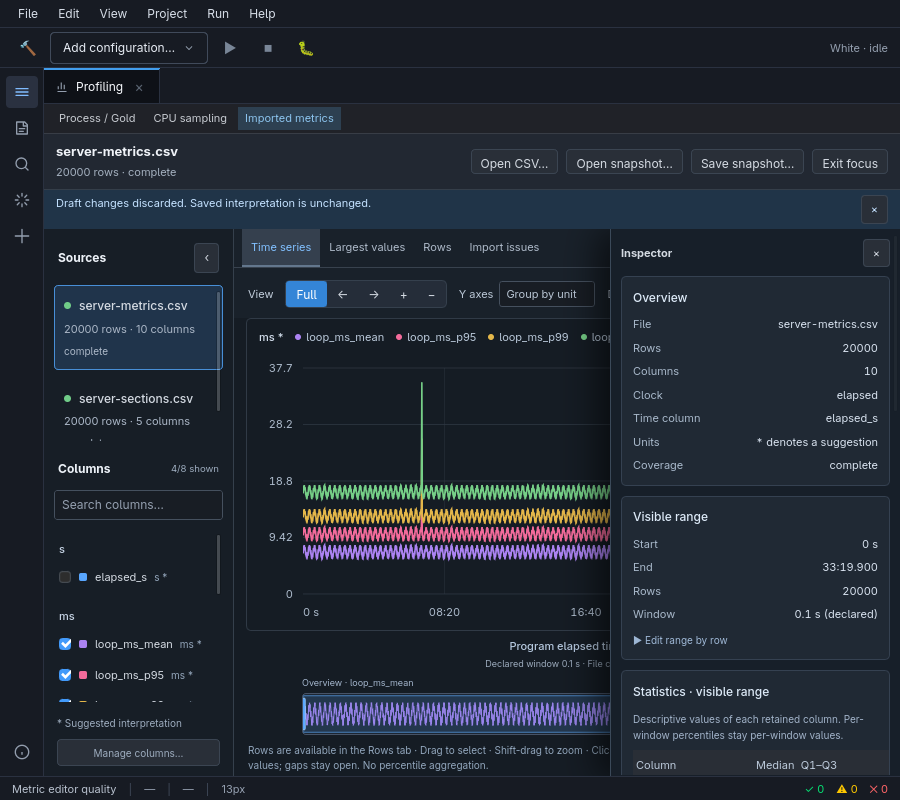 File Edit View Project Run Help
Add configuration... White · idle
Profiling ×
Process / Gold CPU sampling Imported metrics
server-metrics.csv
20000 rows · complete
Open CSV... Open snapshot... Save snapshot... Exit focus
Draft changes discarded. Saved interpretation is unchanged. ×
Sources ‹
server-metrics.csv
20000 rows · 10 columns
complete
server-sections.csv
20000 rows · 5 columns
Columns 4/8 shown
Search columns...
s
elapsed_s s *
ms
loop_ms_mean ms *
loop_ms_p95 ms *
* Suggested interpretation
Manage columns...
Time series Largest values Rows Import issues
View Full ← → + − Y axes Group by unit
ms * loop_ms_mean loop_ms_p95 loop_ms_p99
37.7
28.2
18.8
9.42
0
0 s 08:20 16:40
Program elapsed
Declared window 0.1 s · File
Overview · loop_ms_mean
Rows are available in the Rows tab · Drag to select · Shift-drag to zoom ·
values; gaps stay open. No percentile aggregation.
Inspector ×
Overview
File server-metrics.csv
Rows 20000
Columns 10
Clock elapsed
Time column elapsed_s
Units * denotes a suggestion
Coverage complete
Visible range
Start 0 s
End 33:19.900
Rows 20000
Window 0.1 s (declared)
▶ Edit range by row
Statistics · visible range
Descriptive values of each retained column. Per-
window percentiles stay per-window values.
Column Median Q1–Q3
Metric editor quality — — 13px ✓ 0 ⚠ 0 × 0